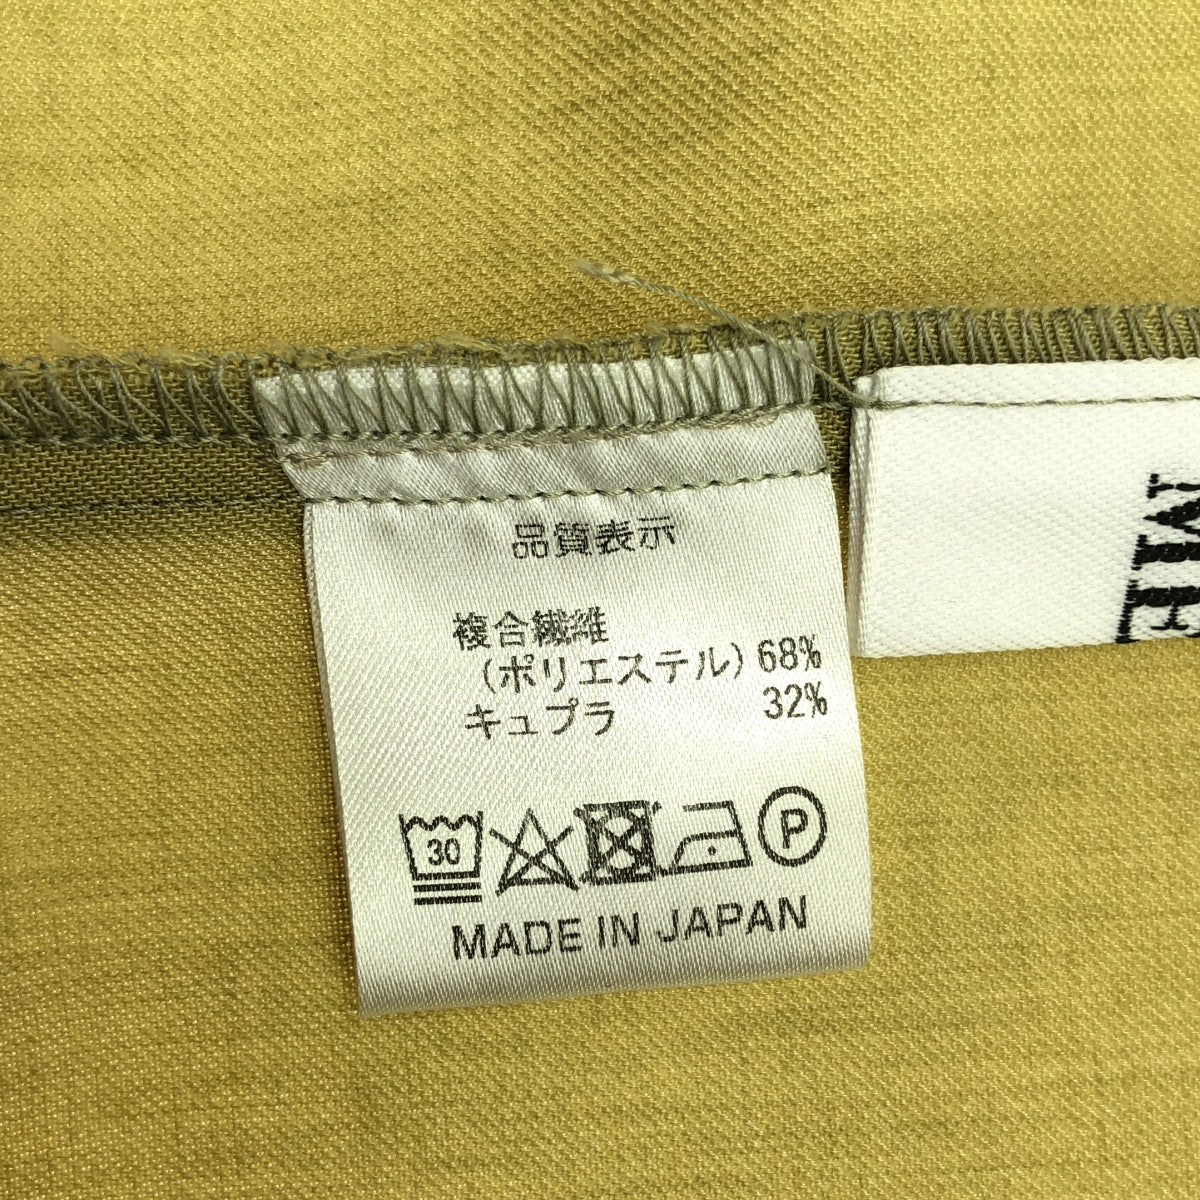 品質表示
複合繊維
(ポリエステル) 68%
キュプラ 32%
30
P
MADE IN JAPAN